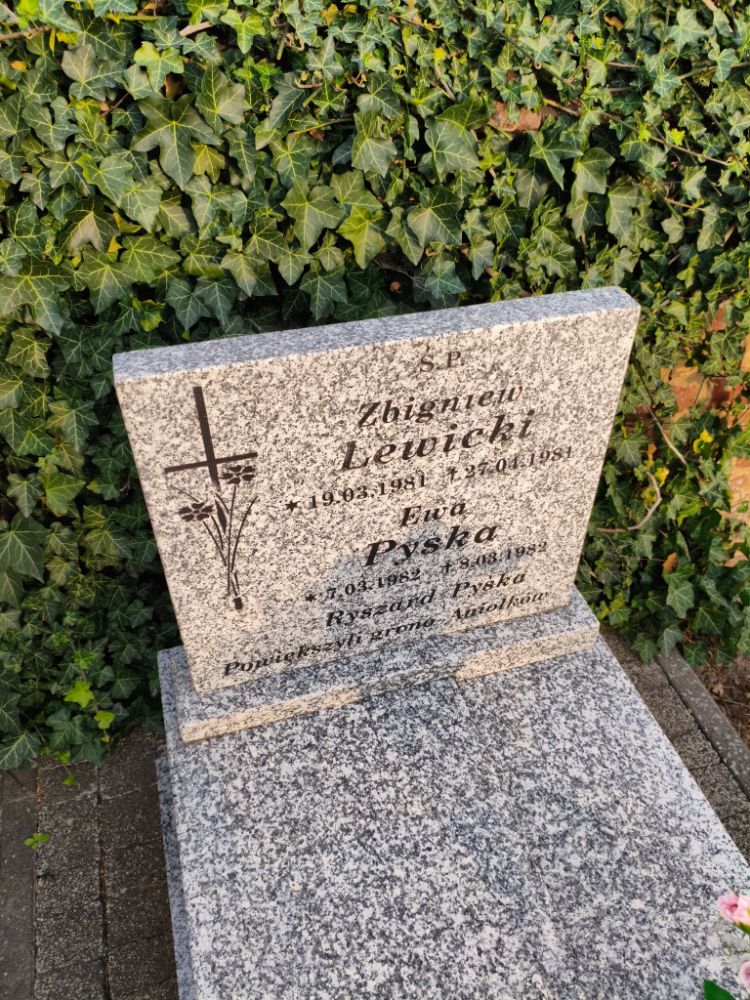 Ś.P.
Zbigniew
Lewicki
* 19.03.1981 † 27.04.1981
Ewa
Pyska
* 7.03.1982 † 8.03.1982
Ryszard Pyska
Powiększyli grono Aniołków